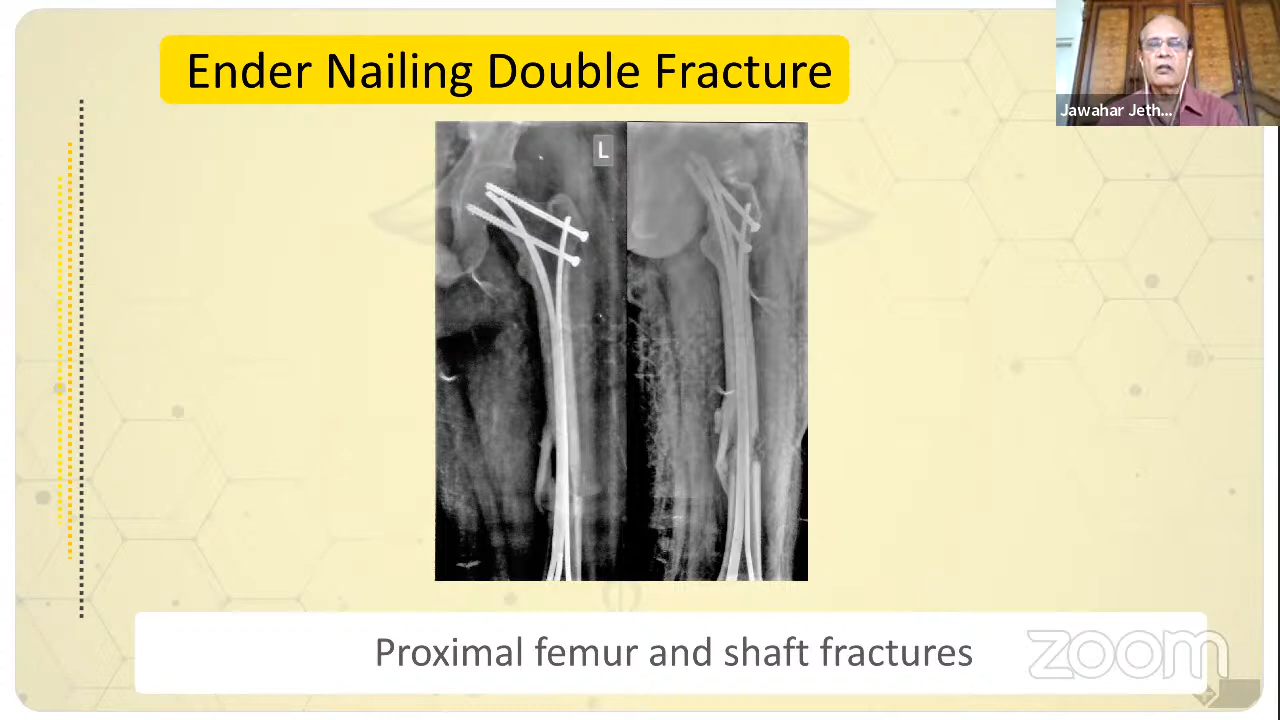 Ender Nailing Double Fracture
Jawahar Jeth...
L
Proximal femur and shaft fractures
zoom